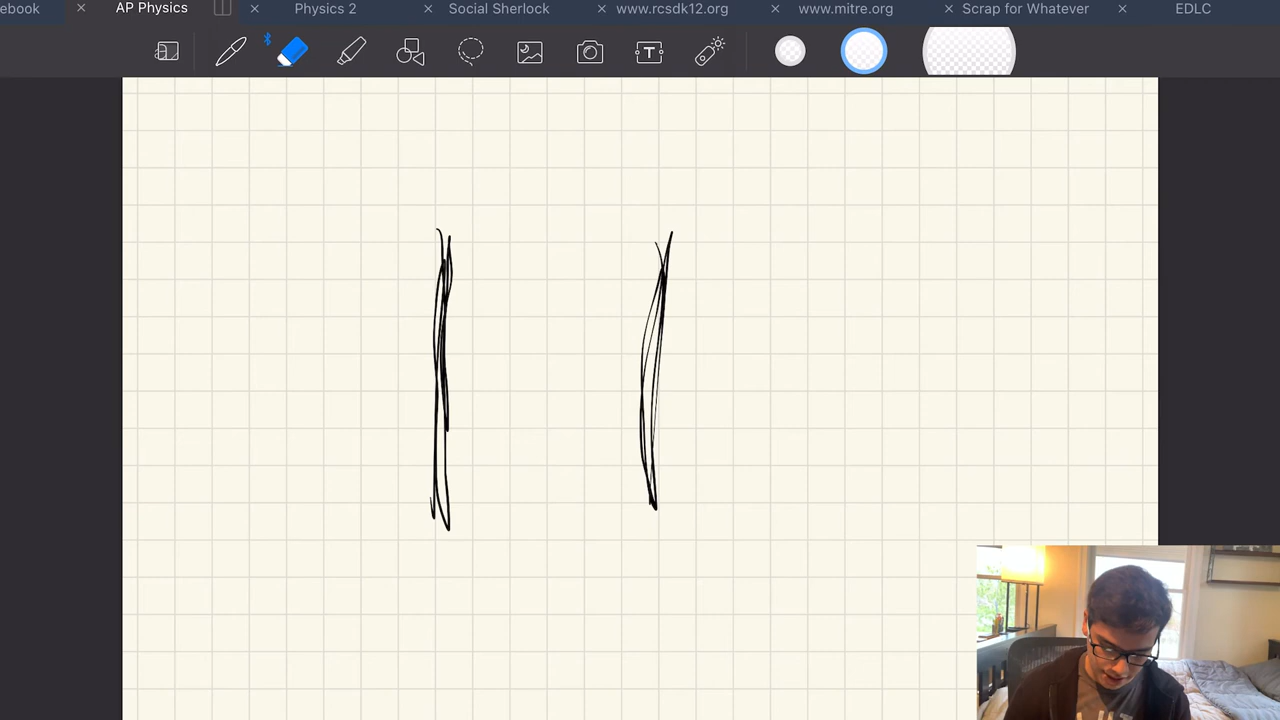 ebook
AP Physics
Physics 2
Social Sherlock
www.rcsdk12.org
www.mitre.org
Scrap for Whatever
EDLC
T